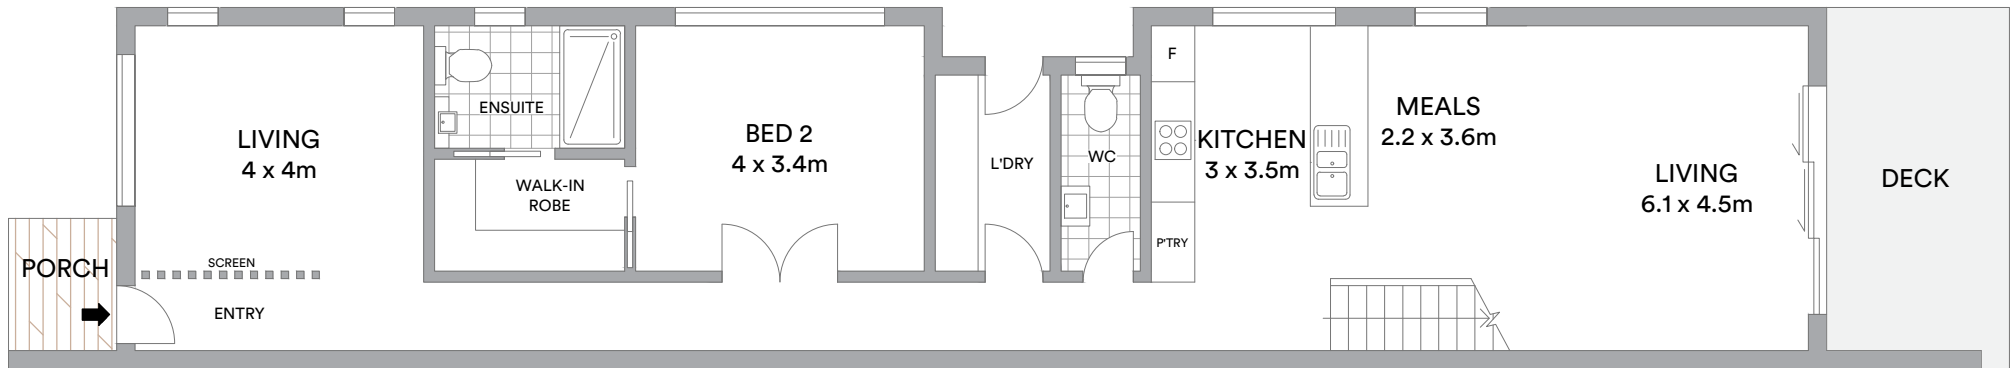 LIVING
4 x 4m
PORCH
SCREEN
ENTRY
ENSUITE
WALK-IN
ROBE
BED 2
4 x 3.4m
L'DRY
WC
F
P'TRY
KITCHEN
3 x 3.5m
MEALS
2.2 x 3.6m
LIVING
6.1 x 4.5m
DECK